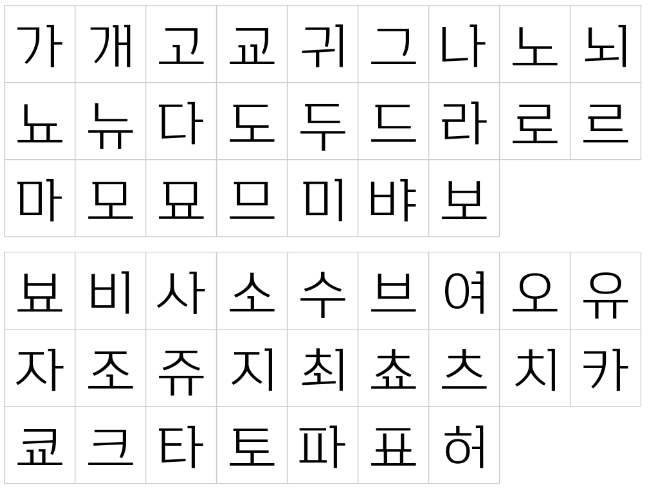 가 개 고 교 귀 그 나 노 뇌
뇨 뉴 다 도 두 드 라 로 르
마 모 묘 므 미 뱌 보
뵤 비 사 소 수 브 여 오 유
자 조 쥬 지 최 쵸 츠 치 카
쿄 크 타 토 파 표 허